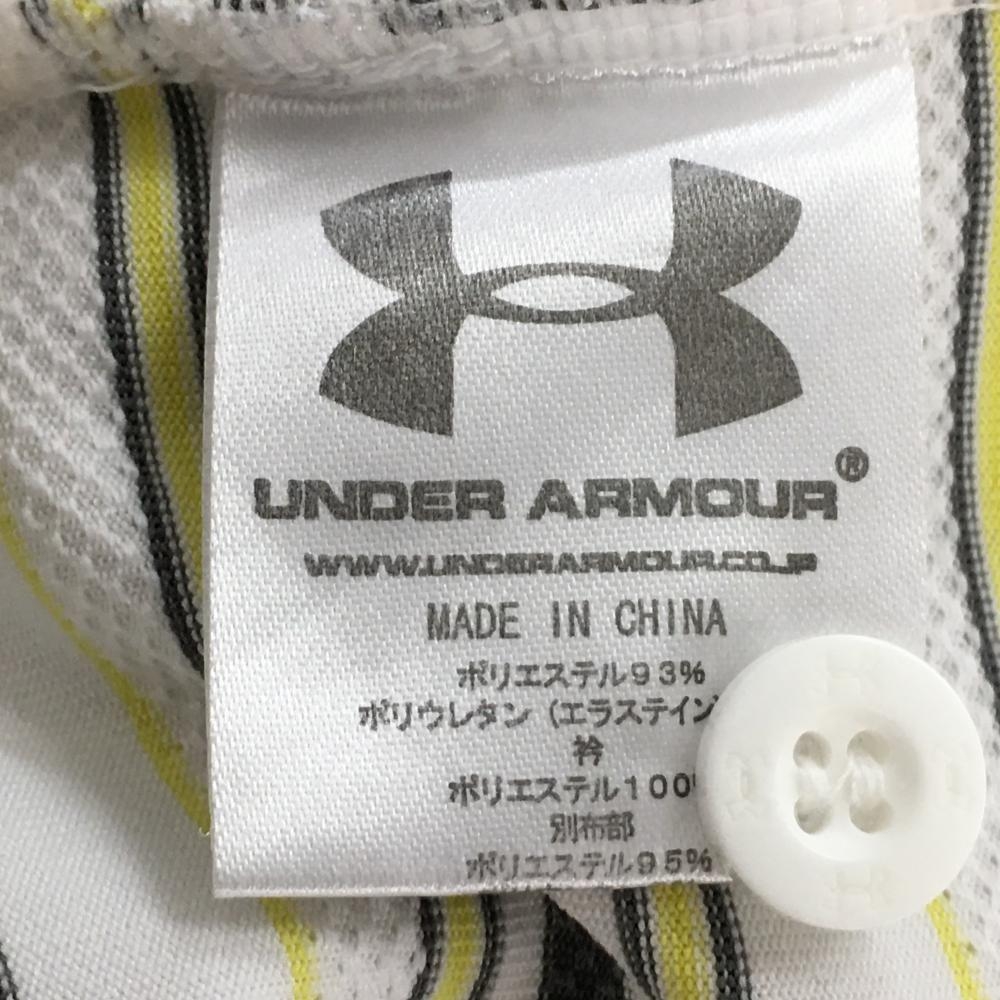 UNDER ARMOUR®
WWW.UNDERARMOUR.CO.JP
MADE IN CHINA
ポリエステル93%
ポリウレタン(エラステイン
衿
ポリエステル100%
別布部
ポリエステル95%